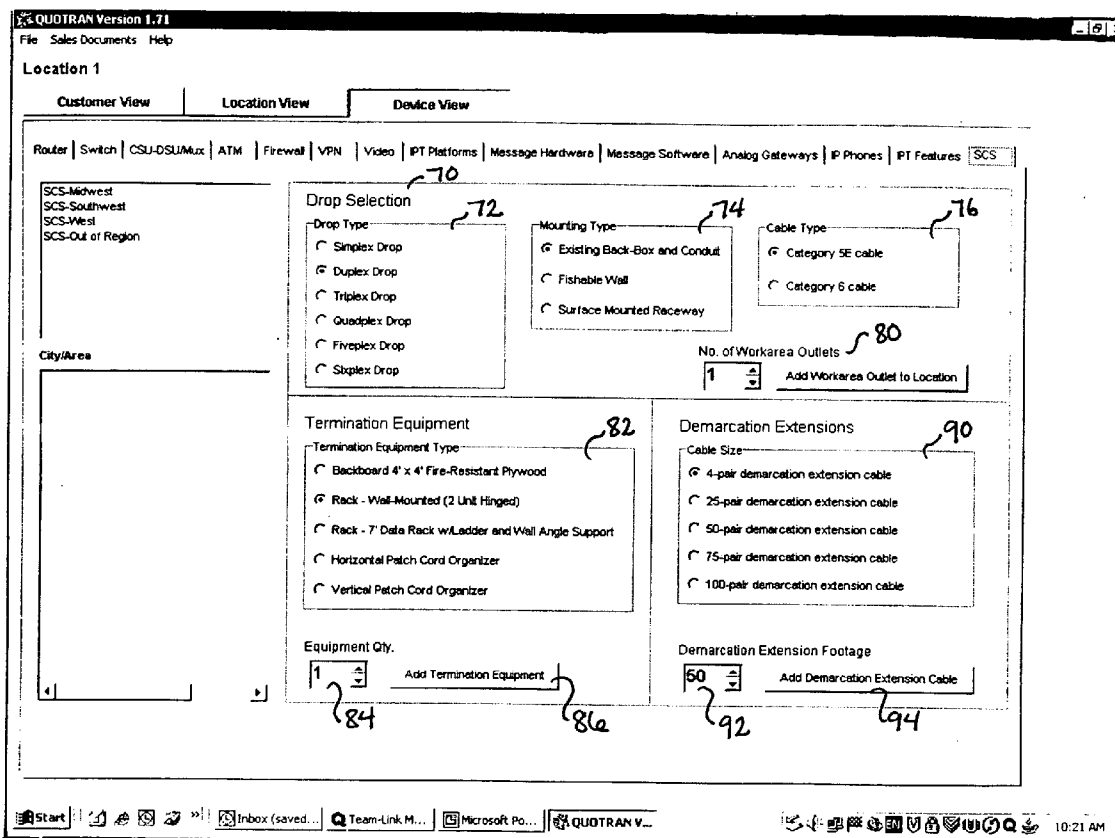 QUOTRAN Version 1.71
File Sales Documents Help
Location 1
Customer View Location View Device View
Router Switch CSU-DSU/Mux ATM Firewall VPN Video IPT Platforms Message Hardware Message Software Analog Gateways IP Phones IPT Features SCS
SCS-Midwest
SCS-Southwest
SCS-West
SCS-Out of Region
City/Area
70
Drop Selection
72
Drop Type
Simplex Drop
Duplex Drop
Triplex Drop
Quadplex Drop
Fiveplex Drop
Sixplex Drop
74
Mounting Type
Existing Back-Box and Conduit
Fishable Wall
Surface Mounted Raceway
76
Cable Type
Category 5E cable
Category 6 cable
80
No. of Workarea Outlets
1 Add Workarea Outlet to Location
Termination Equipment
82
Termination Equipment Type
Backboard 4' x 4' Fire-Resistant Plywood
Rack - Wall-Mounted (2 Unit Hinged)
Rack - 7' Data Rack w/Ladder and Wall Angle Support
Horizontal Patch Cord Organizer
Vertical Patch Cord Organizer
Equipment Qty.
1 Add Termination Equipment
84 86
Demarcation Extensions
90
Cable Size
4-pair demarcation extension cable
25-pair demarcation extension cable
50-pair demarcation extension cable
75-pair demarcation extension cable
100-pair demarcation extension cable
Demarcation Extension Footage
50 Add Demarcation Extension Cable
92 94
Start Inbox (saved... Team-Link M... Microsoft Po... QUOTRAN V... 10:21 AM